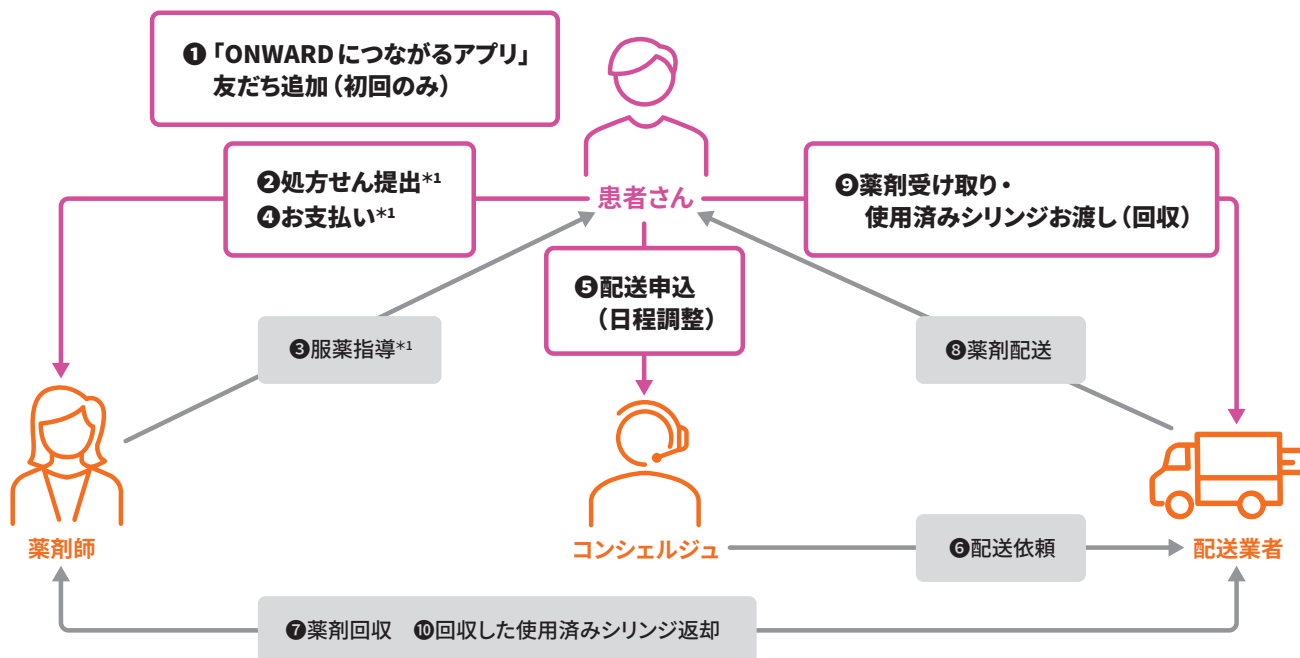 ❶「ONWARDにつながるアプリ」
友だち追加（初回のみ）
❷処方せん提出*1
❹お支払い*1
患者さん
❾薬剤受け取り・
使用済みシリンジお渡し（回収）
❺配送申込
（日程調整）
❸服薬指導*1
❽薬剤配送
薬剤師
コンシェルジュ
❻配送依頼
配送業者
❼薬剤回収 ❿回収した使用済みシリンジ返却